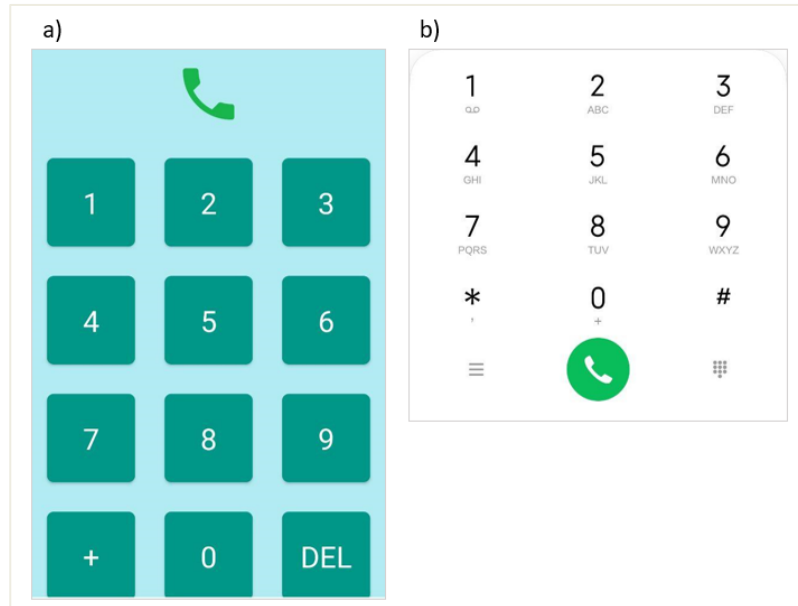 a)
1 2 3
4 5 6
7 8 9
+ 0 DEL
b)
1 2 3
ABC DEF
4 5 6
GHI JKL MNO
7 8 9
PQRS TUV WXYZ
* 0 #
, +